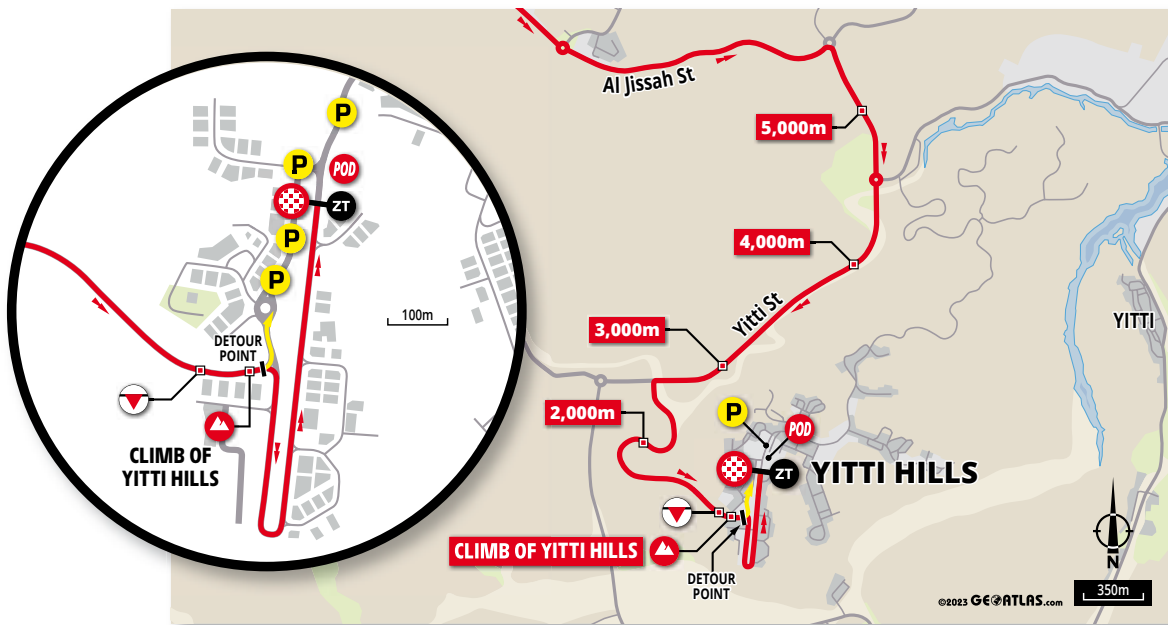 P
P
POD
ZT
P
P
100m
DETOUR
POINT
CLIMB OF
YITTI HILLS
Al Jissah St
5,000m
4,000m
Yitti St
3,000m
YITTI
2,000m
P
POD
ZT
YITTI HILLS
CLIMB OF YITTI HILLS
DETOUR
POINT
N
©2023 GEOATLAS.com
350m